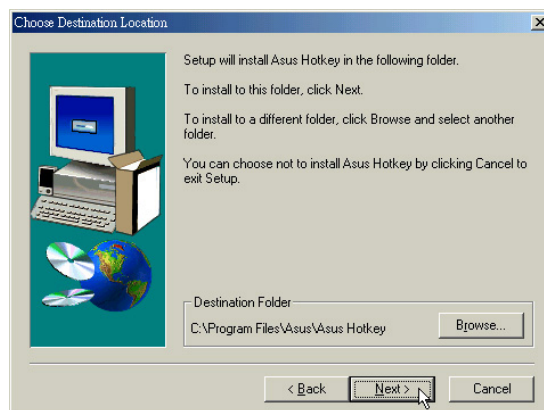 Choose Destination Location
Setup will install Asus Hotkey in the following folder.
To install to this folder, click Next.
To install to a different folder, click Browse and select another
folder.
You can choose not to install Asus Hotkey by clicking Cancel to
exit Setup.
Destination Folder
C:\Program Files\Asus\Asus Hotkey
Browse...
< Back
Next >
Cancel